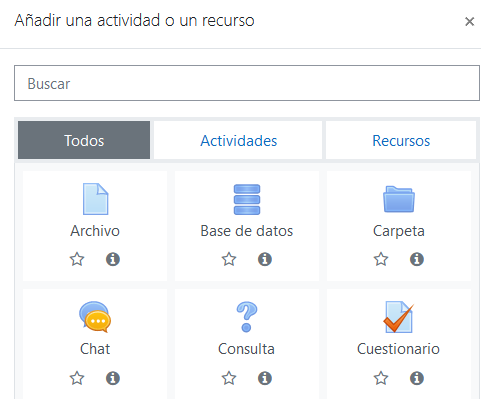 Añadir una actividad o un recurso
×
Buscar
Todos Actividades Recursos
Archivo Base de datos Carpeta
Chat Consulta Cuestionario